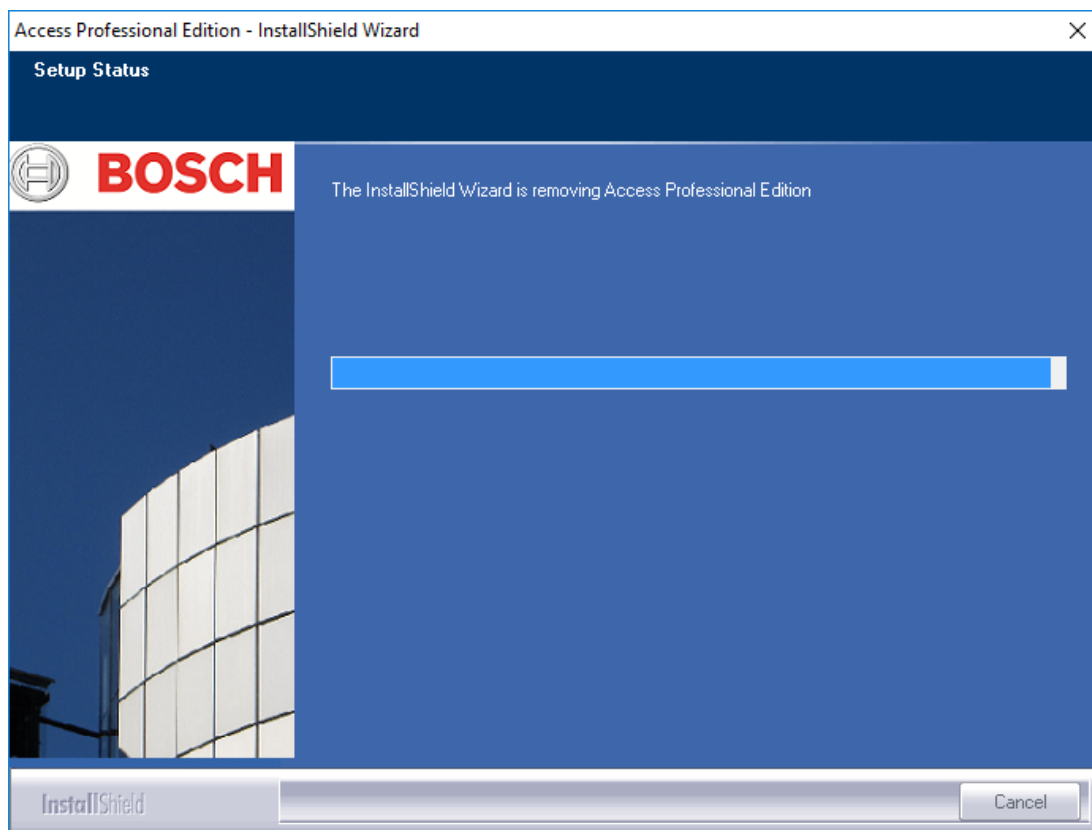 Access Professional Edition - InstallShield Wizard
Setup Status
BOSCH
The InstallShield Wizard is removing Access Professional Edition
InstallShield
Cancel